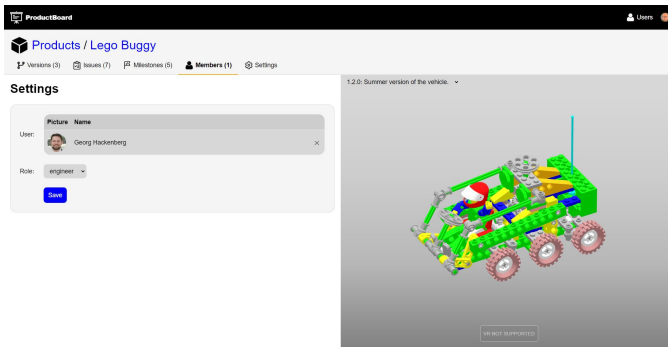 ProductBoard
Users
Products / Lego Buggy
Versions (3) Issues (7) Milestones (5) Members (1) Settings
Settings
Picture Name
User:
Georg Hackenberg ×
Role: engineer
Save
1.2.0: Summer version of the vehicle.
VR NOT SUPPORTED